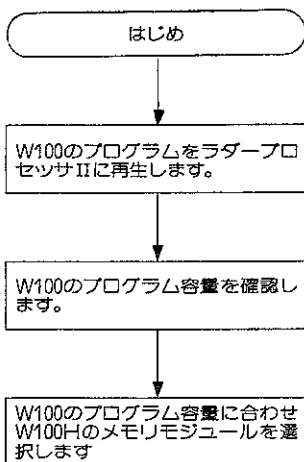 はじめ
W100のプログラムをラダープロ
セッサIIに再生します。
W100のプログラム容量を確認し
ます。
W100のプログラム容量に合わせ
W100Hのメモリモジュールを選
択します